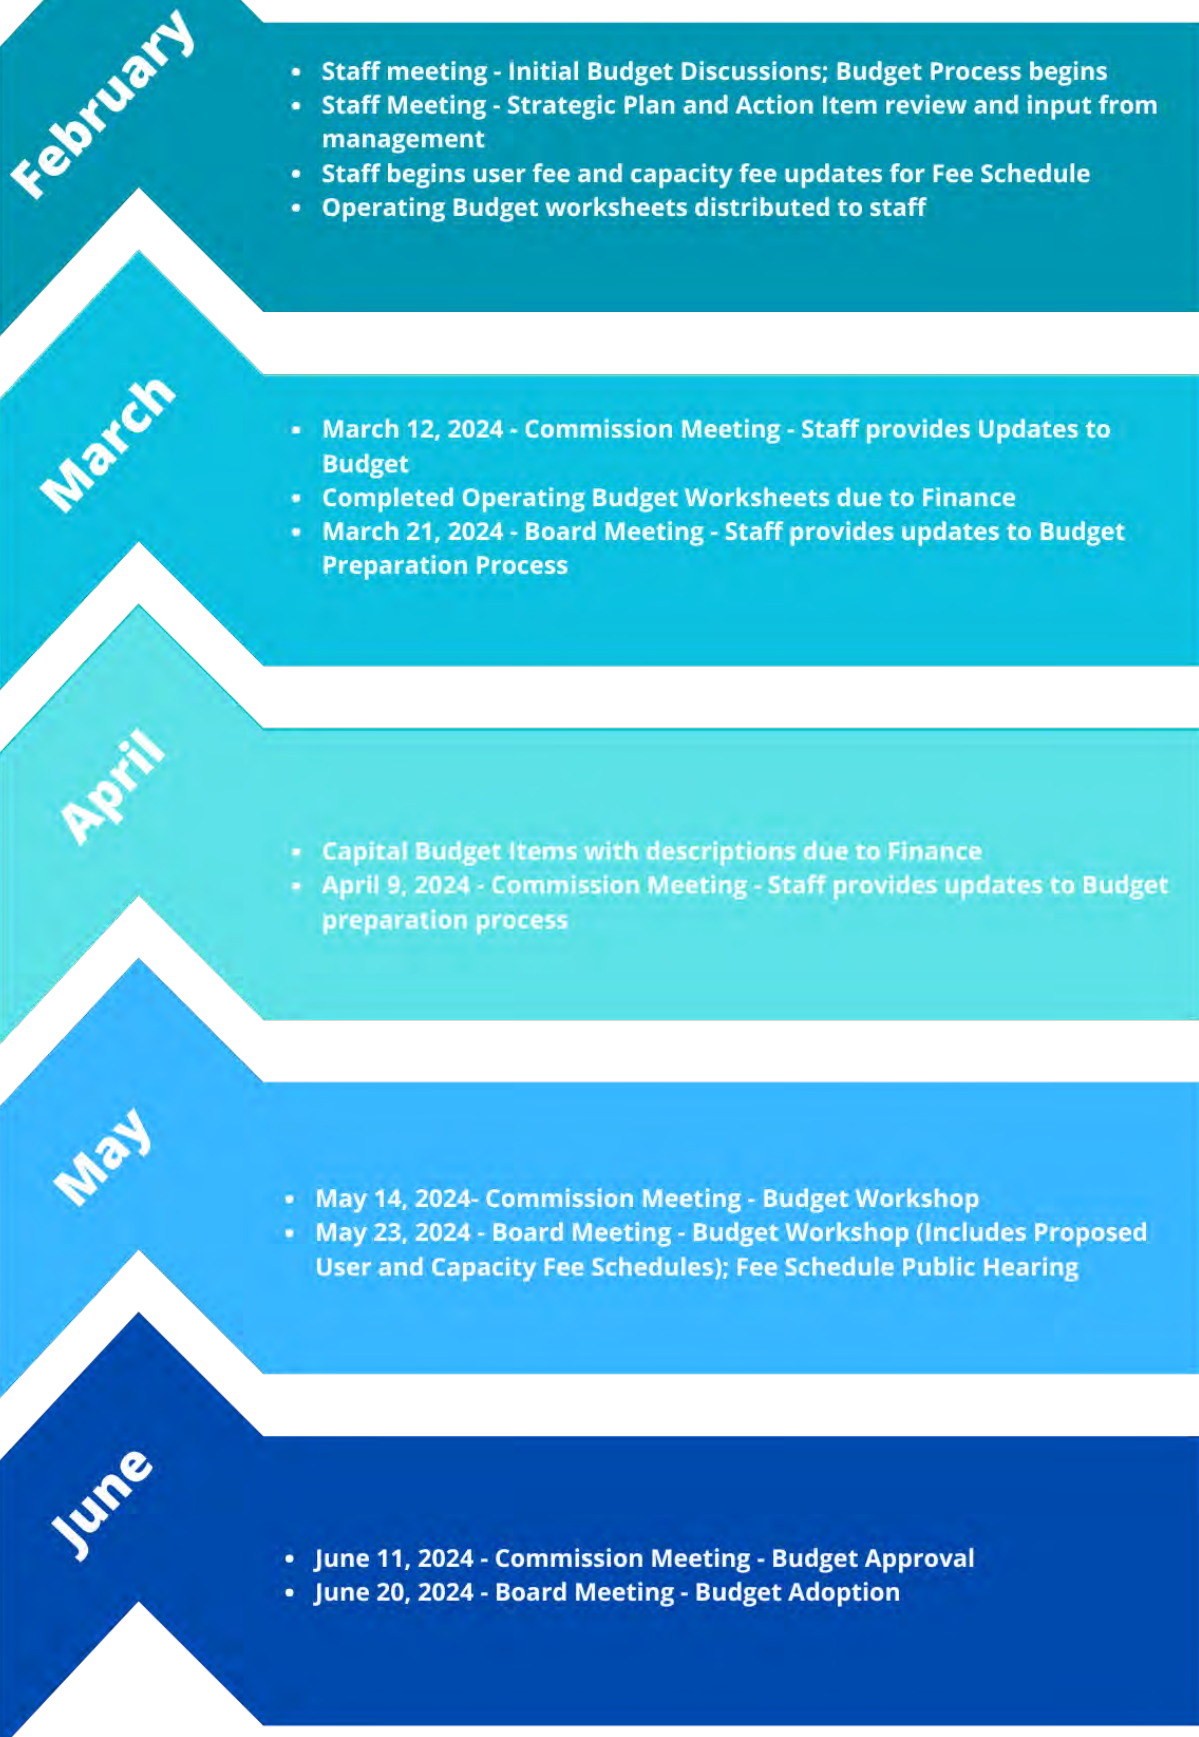 February
• Staff meeting - Initial Budget Discussions; Budget Process begins
• Staff Meeting - Strategic Plan and Action Item review and input from
management
• Staff begins user fee and capacity fee updates for Fee Schedule
• Operating Budget worksheets distributed to staff
March
• March 12, 2024 - Commission Meeting - Staff provides Updates to
Budget
• Completed Operating Budget Worksheets due to Finance
• March 21, 2024 - Board Meeting - Staff provides updates to Budget
Preparation Process
April
• Capital Budget Items with descriptions due to Finance
• April 9, 2024 - Commission Meeting - Staff provides updates to Budget
preparation process
May
• May 14, 2024- Commission Meeting - Budget Workshop
• May 23, 2024 - Board Meeting - Budget Workshop (Includes Proposed
User and Capacity Fee Schedules); Fee Schedule Public Hearing
June
• June 11, 2024 - Commission Meeting - Budget Approval
• June 20, 2024 - Board Meeting - Budget Adoption